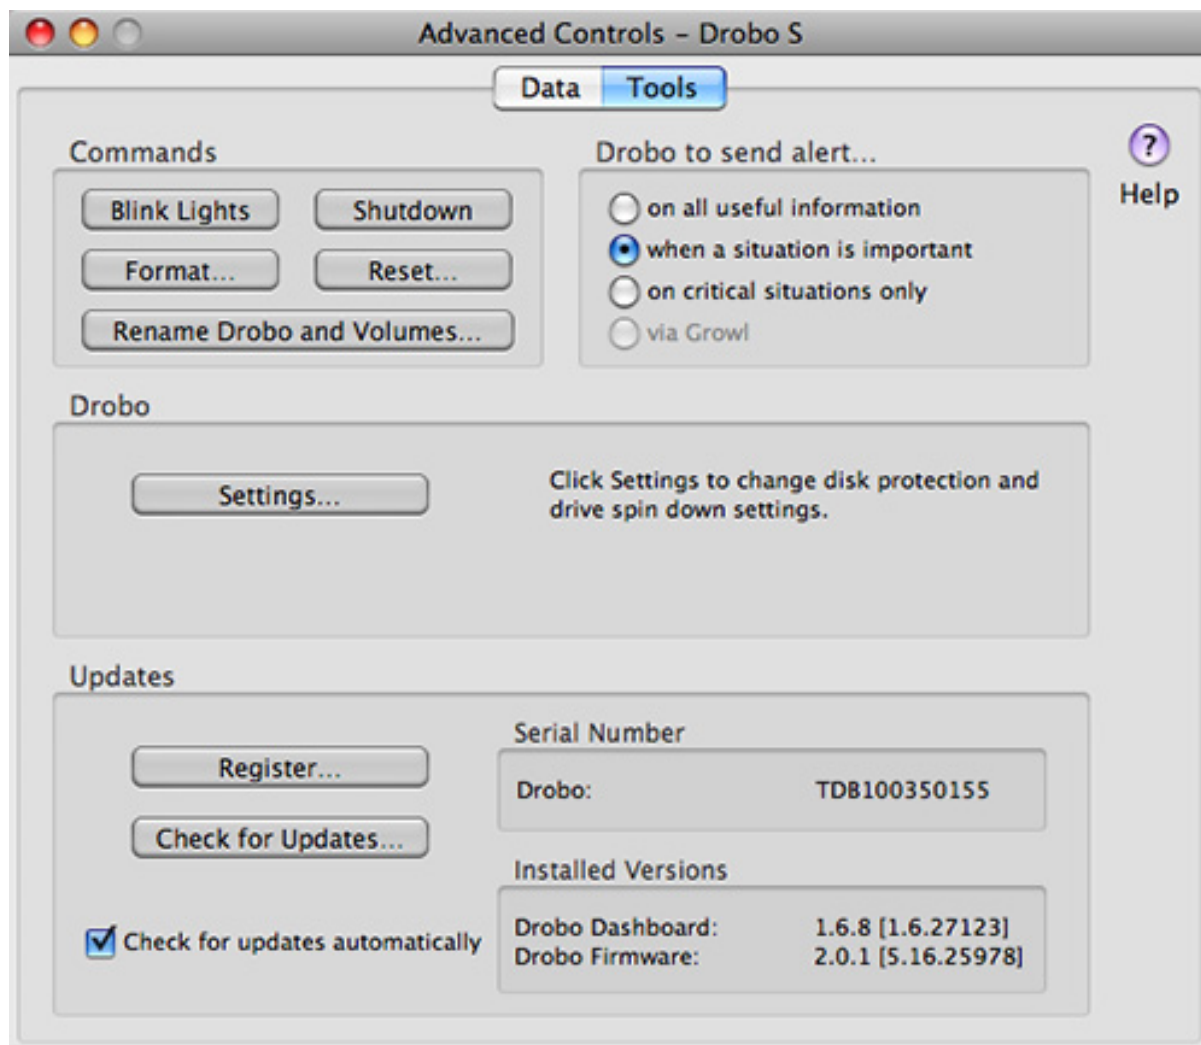 Advanced Controls – Drobo S
Data
Tools
Commands
Blink Lights
Shutdown
Format...
Reset...
Rename Drobo and Volumes...
Drobo to send alert...
on all useful information
when a situation is important
on critical situations only
via Growl
?
Help
Drobo
Settings...
Click Settings to change disk protection and
drive spin down settings.
Updates
Register...
Check for Updates...
Check for updates automatically
Serial Number
Drobo: TDB100350155
Installed Versions
Drobo Dashboard: 1.6.8 [1.6.27123]
Drobo Firmware: 2.0.1 [5.16.25978]